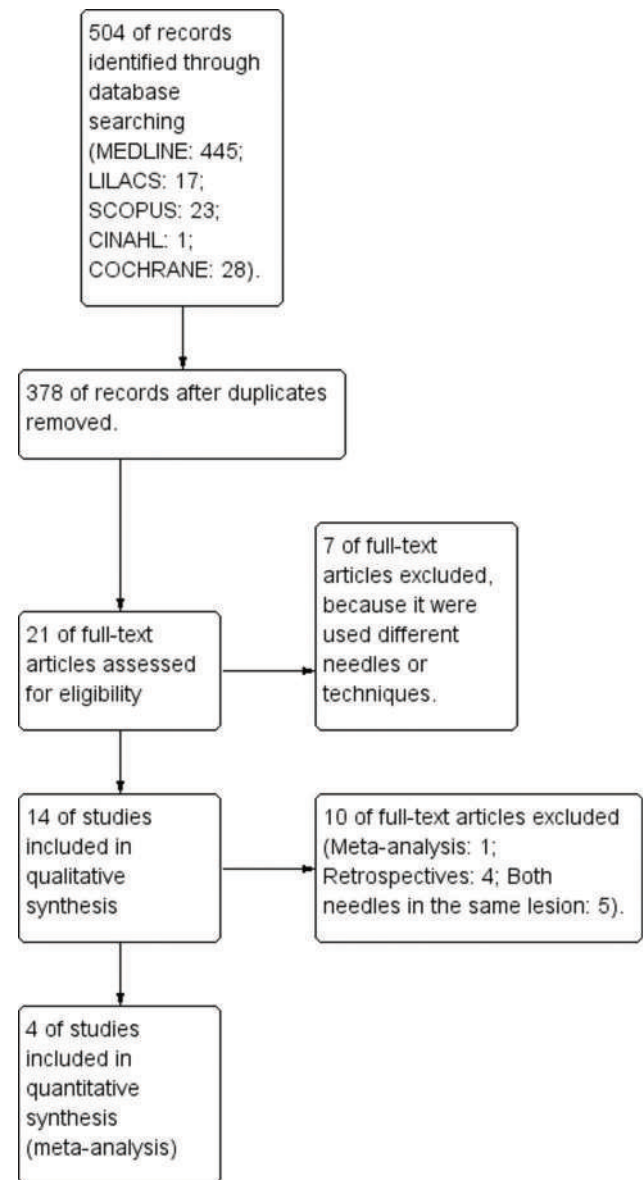 504 of records
identified through
database
searching
(MEDLINE: 445;
LILACS: 17;
SCOPUS: 23;
CINAHL: 1;
COCHRANE: 28).
378 of records after duplicates
removed.
21 of full-text
articles assessed
for eligibility
7 of full-text
articles excluded,
because it were
used different
needles or
techniques.
14 of studies
included in
qualitative
synthesis
10 of full-text articles excluded
(Meta-analysis: 1;
Retrospectives: 4; Both
needles in the same lesion: 5).
4 of studies
included in
quantitative
synthesis
(meta-analysis)